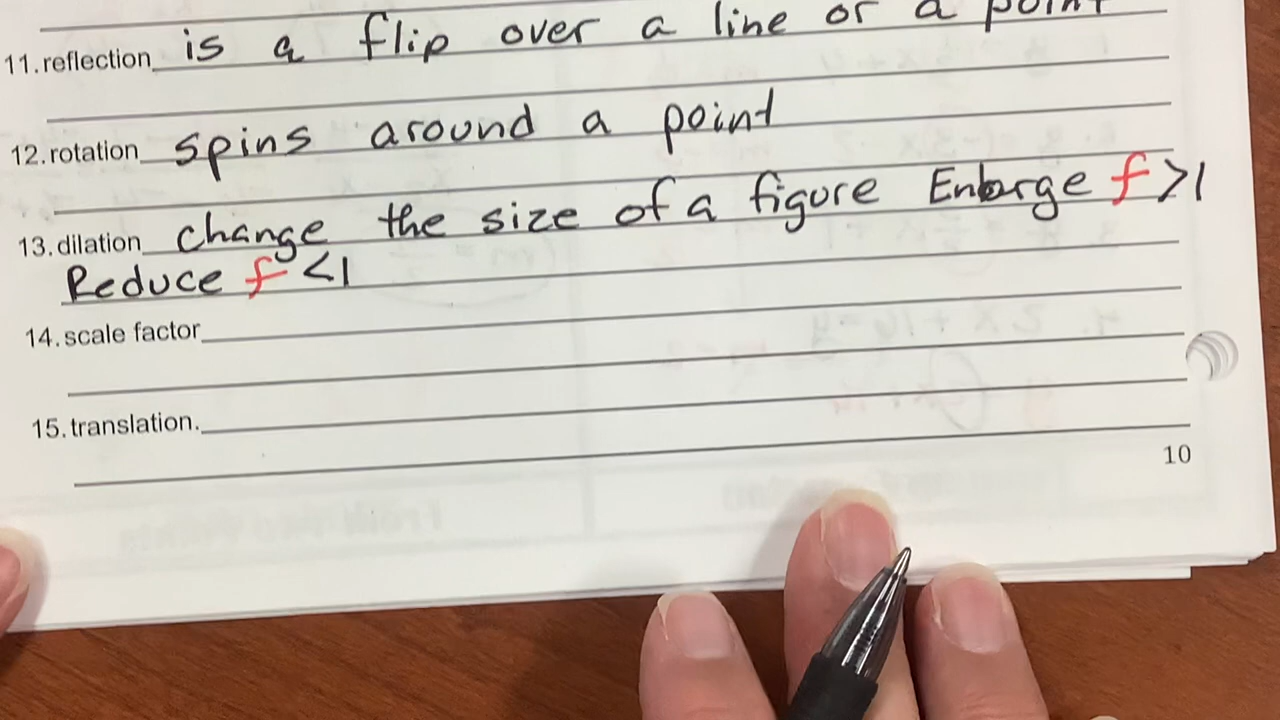 11. reflection is a flip over a line or a point
12. rotation spins around a point
13. dilation change the size of a figure Enlarge f >1
Reduce f <1
14. scale factor
15. translation.
10